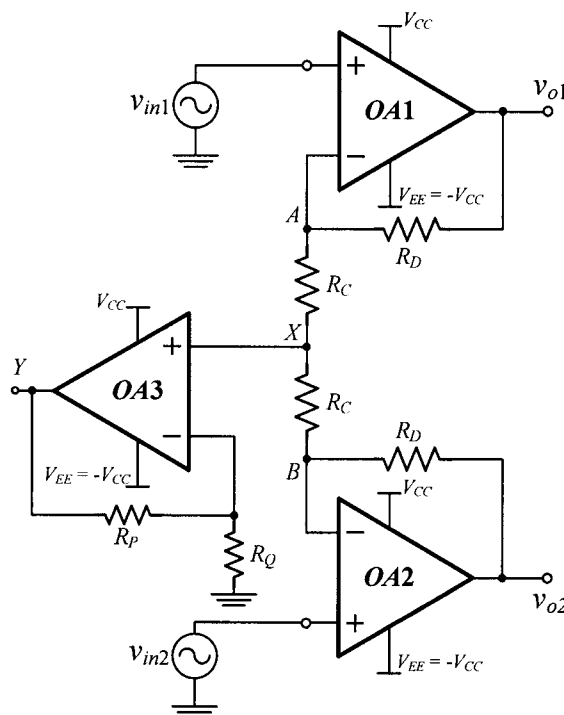 V_CC
v_in1
+
OA1
−
v_o1
V_EE = -V_CC
A
R_D
R_C
V_CC
X
Y
+
OA3
−
R_C
V_EE = -V_CC
R_D
B
V_CC
R_P
R_Q
−
OA2
+
v_o2
v_in2
V_EE = -V_CC